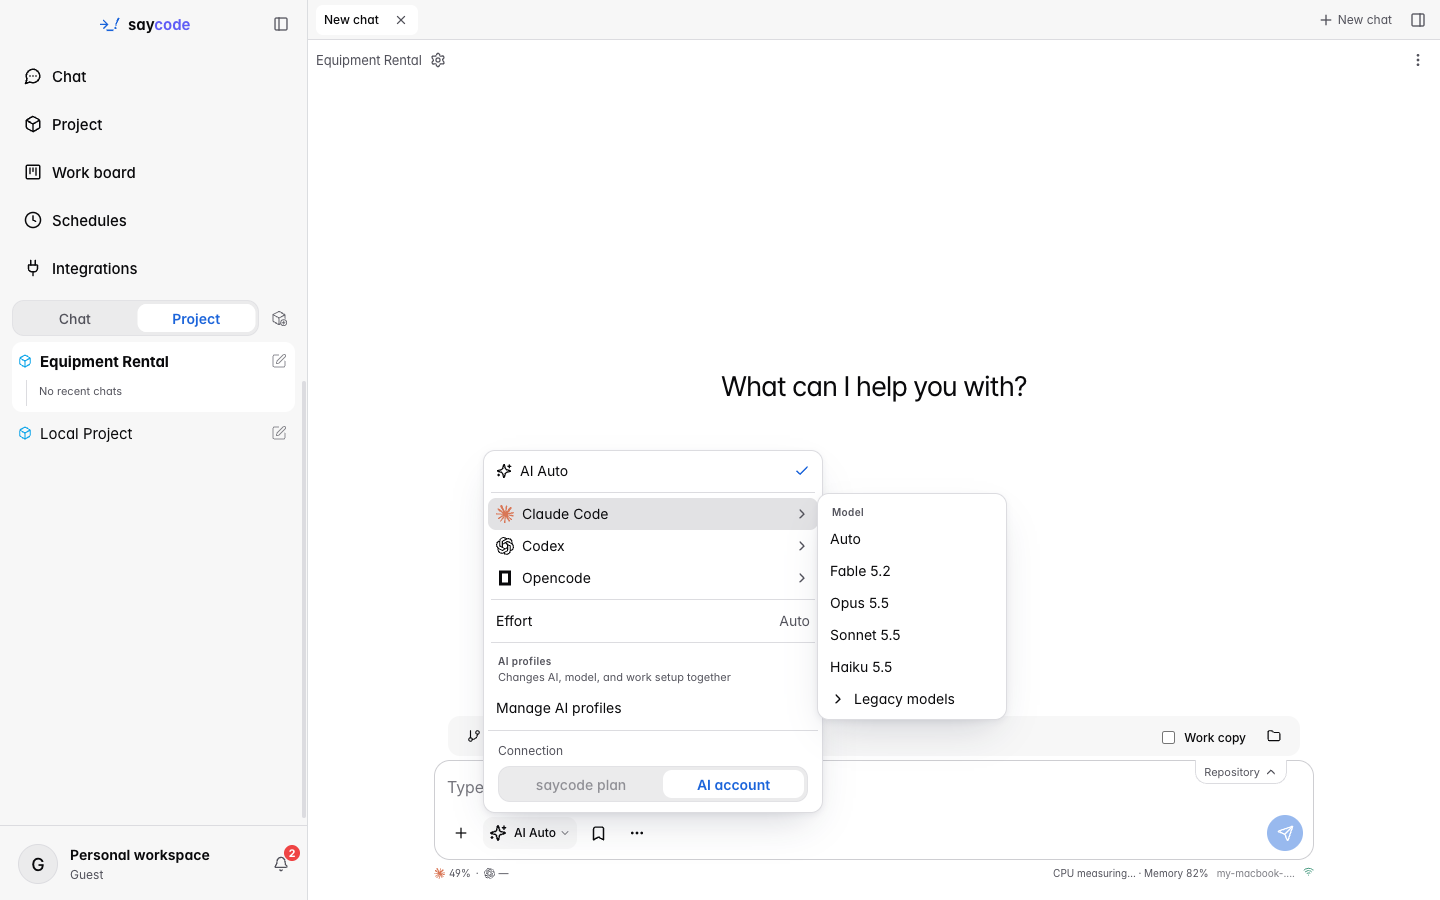 saycode
Chat
Project
Work board
Schedules
Integrations
Chat
Project
Equipment Rental
No recent chats
Local Project
G
Personal workspace
Guest
2
New chat
New chat
Equipment Rental
What can I help you with?
AI Auto
Claude Code
Codex
Opencode
Effort
Auto
AI profiles
Changes AI, model, and work setup together
Manage AI profiles
Connection
saycode plan
AI account
Model
Auto
Fable 5.2
Opus 5.5
Sonnet 5.5
Haiku 5.5
Legacy models
Work copy
Repository
Type
AI Auto
49% · —
CPU measuring... · Memory 82% my-macbook-....